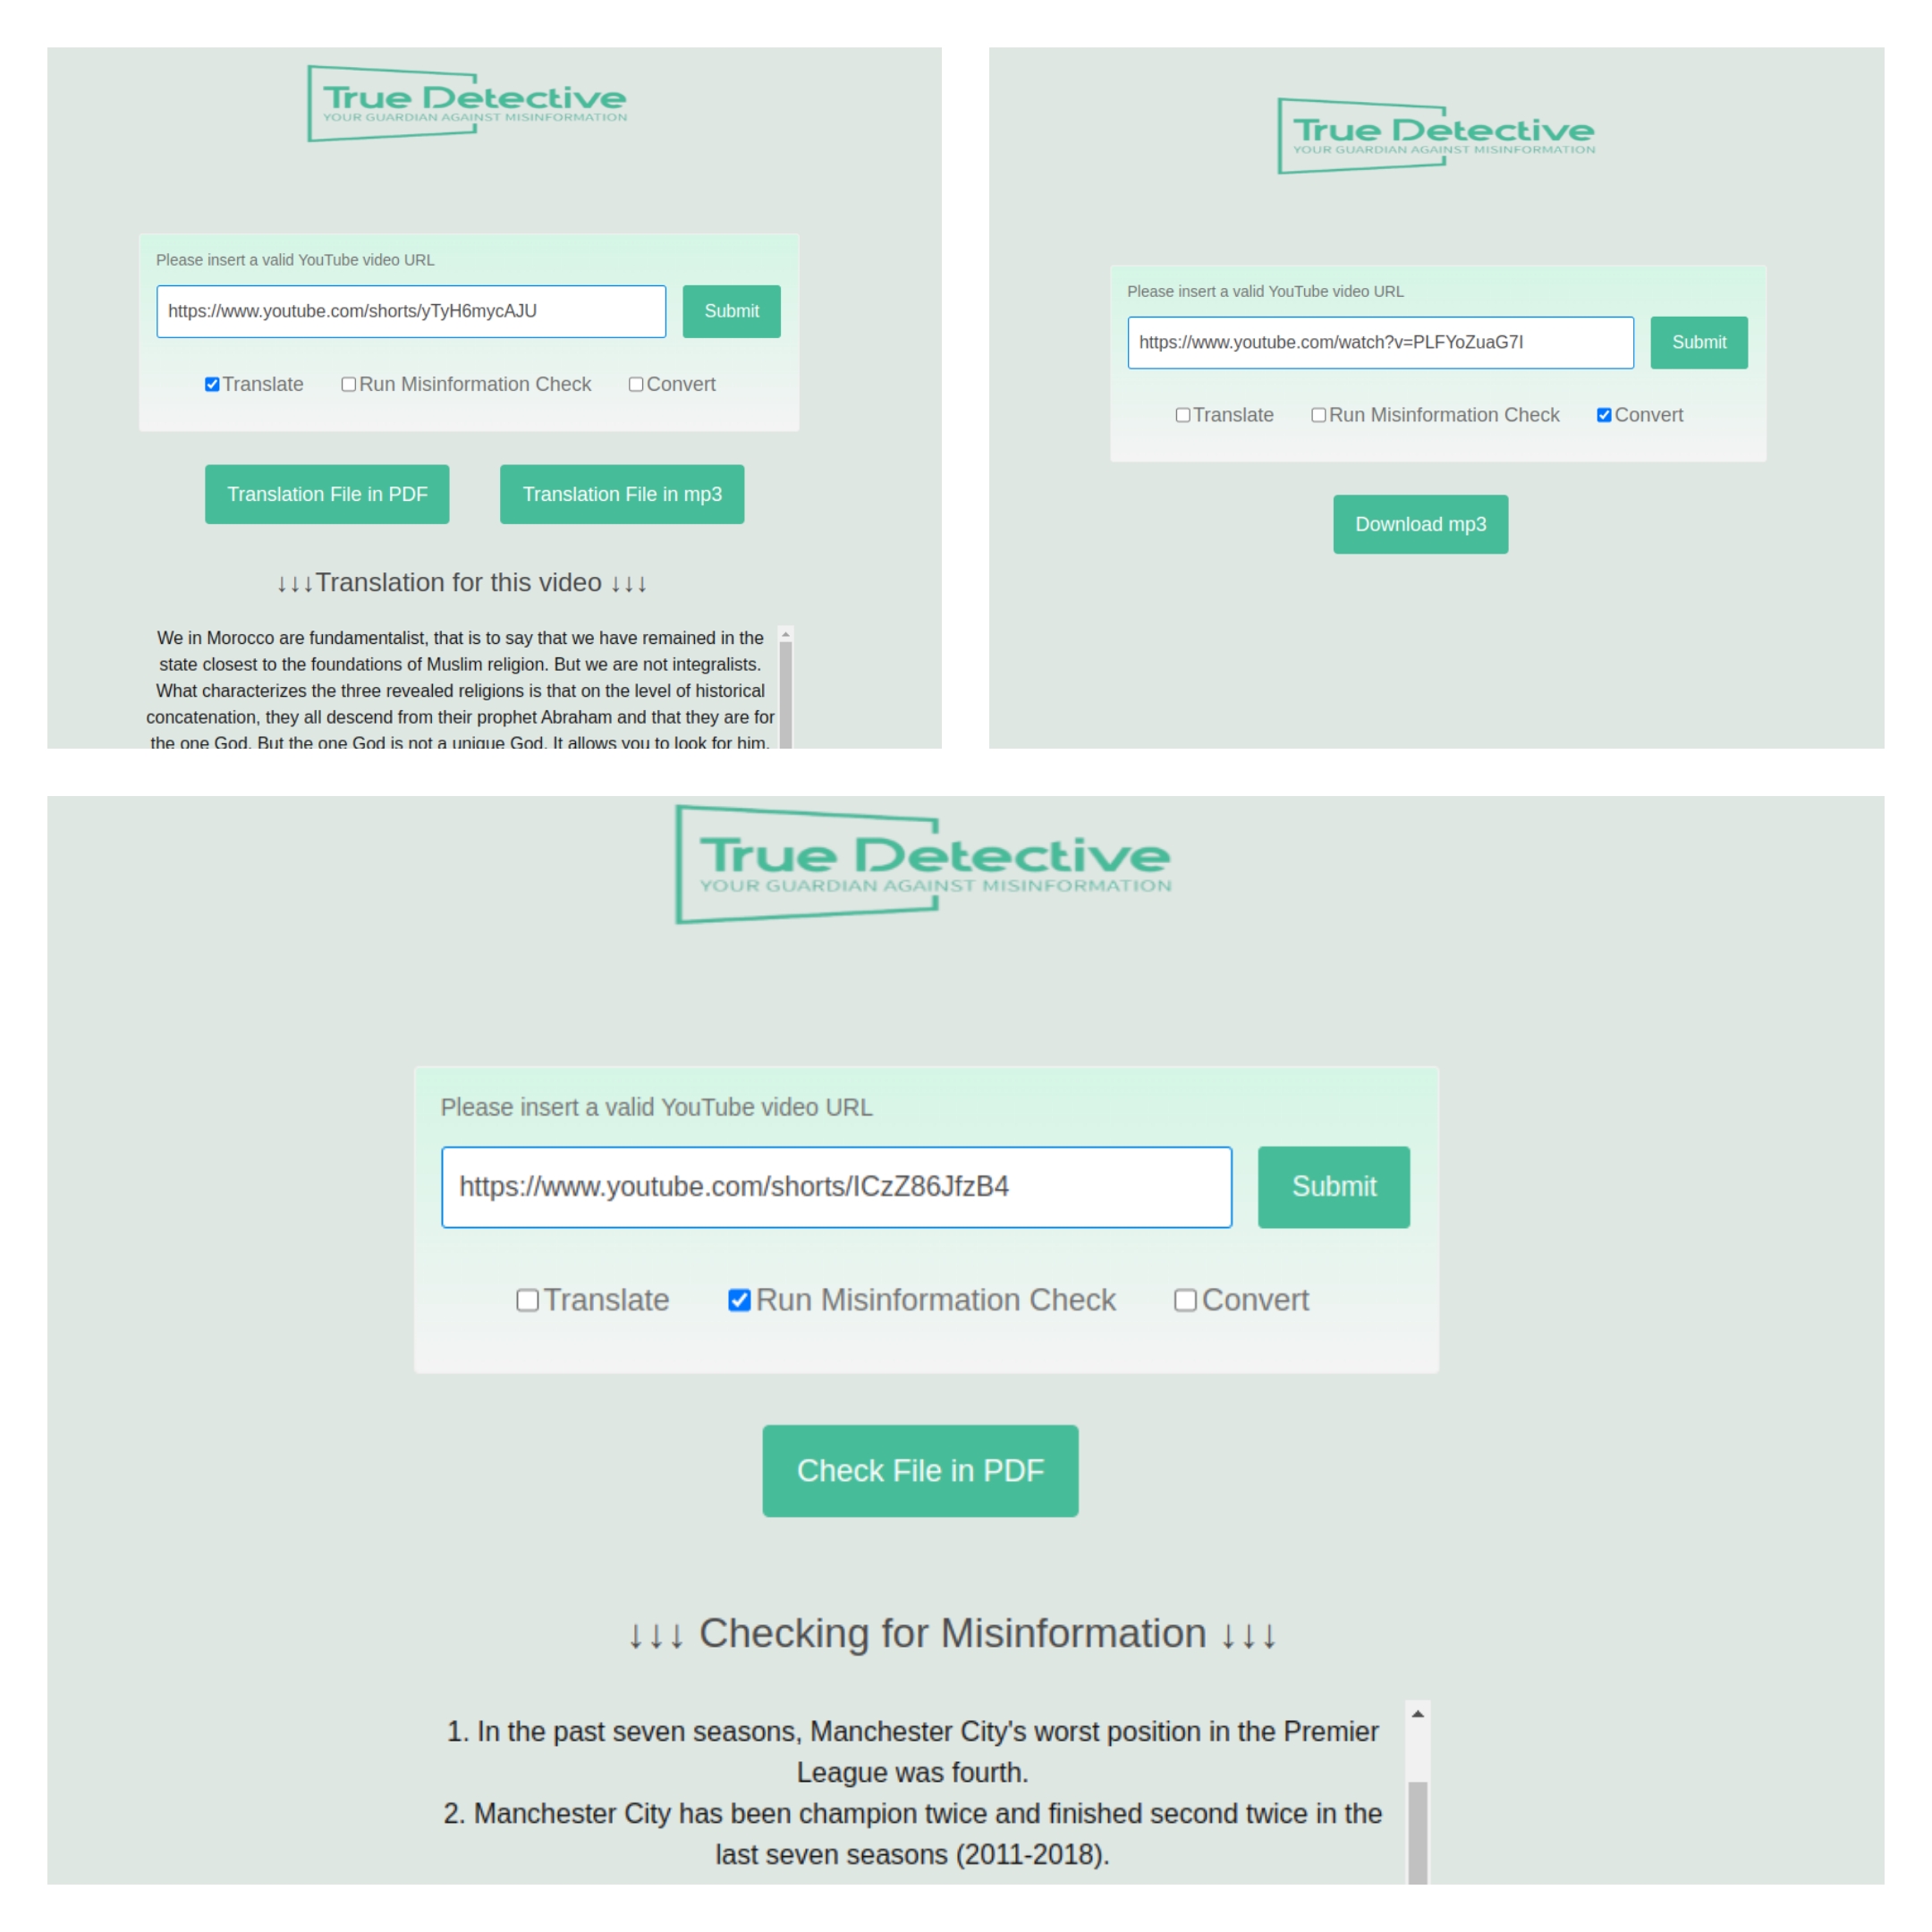 True Detective
YOUR GUARDIAN AGAINST MISINFORMATION
Please insert a valid YouTube video URL
https://www.youtube.com/shorts/yTyH6mycAJU
Submit
Translate
Run Misinformation Check
Convert
Translation File in PDF
Translation File in mp3
↓↓↓Translation for this video ↓↓↓
We in Morocco are fundamentalist, that is to say that we have remained in the
state closest to the foundations of Muslim religion. But we are not integralists.
What characterizes the three revealed religions is that on the level of historical
concatenation, they all descend from their prophet Abraham and that they are for
the one God. But the one God is not a unique God. It allows you to look for him,
True Detective
YOUR GUARDIAN AGAINST MISINFORMATION
Please insert a valid YouTube video URL
https://www.youtube.com/watch?v=PLFYoZuaG7I
Submit
Translate
Run Misinformation Check
Convert
Download mp3
True Detective
YOUR GUARDIAN AGAINST MISINFORMATION
Please insert a valid YouTube video URL
https://www.youtube.com/shorts/ICzZ86JfzB4
Submit
Translate
Run Misinformation Check
Convert
Check File in PDF
↓↓↓ Checking for Misinformation ↓↓↓
1. In the past seven seasons, Manchester City's worst position in the Premier
League was fourth.
2. Manchester City has been champion twice and finished second twice in the
last seven seasons (2011-2018).